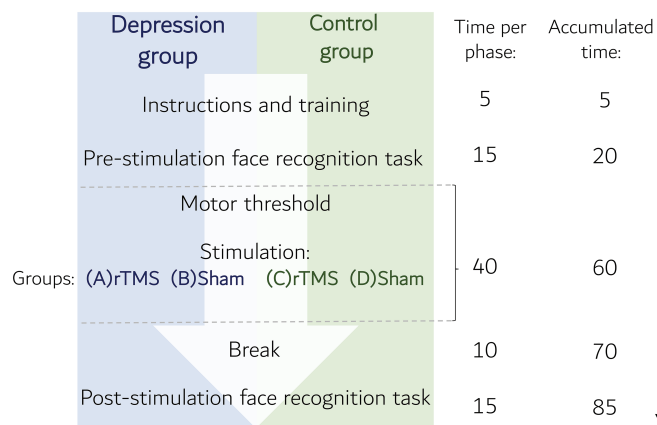 Depression group
Control group
Time per phase:
Accumulated time:
Instructions and training 5 5
Pre-stimulation face recognition task 15 20
Motor threshold
Stimulation:
Groups: (A)rTMS (B)Sham (C)rTMS (D)Sham 40 60
Break 10 70
Post-stimulation face recognition task 15 85